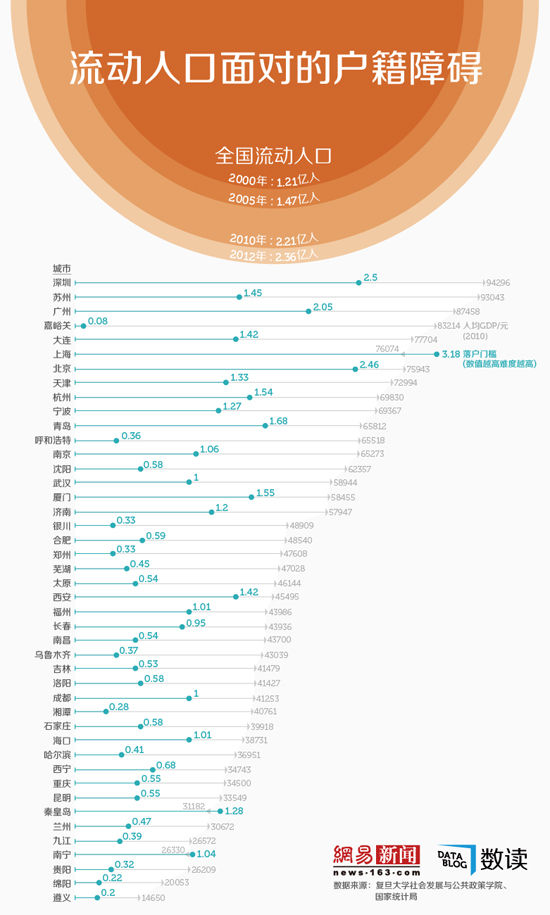 流动人口面对的户籍障碍
全国流动人口
2000年：1.21亿人
2005年：1.47亿人
2010年：2.21亿人
2012年：2.36亿人
城市
深圳 2.5 94296
苏州 1.45 93043
广州 2.05 87458
嘉峪关 0.08 83214 人均GDP/元
(2010)
大连 1.42 77704
上海 76074 3.18 落户门槛
(数值越高难度越高)
北京 2.46 75943
天津 1.33 72994
杭州 1.54 69830
宁波 1.27 69367
青岛 1.68 65812
呼和浩特 0.36 65518
南京 1.06 65273
沈阳 0.58 62357
武汉 1 58944
厦门 1.55 58455
济南 1.2 57947
银川 0.33 48909
合肥 0.59 48540
郑州 0.33 47608
芜湖 0.45 47028
太原 0.54 46144
西安 1.42 45495
福州 1.01 43986
长春 0.95 43936
南昌 0.54 43700
乌鲁木齐 0.37 43039
吉林 0.53 41479
洛阳 0.58 41427
成都 1 41253
湘潭 0.28 40761
石家庄 0.58 39918
海口 1.01 38731
哈尔滨 0.41 36951
西宁 0.68 34743
重庆 0.55 34500
昆明 0.55 33549
秦皇岛 31182 1.28
兰州 0.47 30672
九江 0.39 26572
南宁 26330 1.04
贵阳 0.32 26209
绵阳 0.22 20053
遵义 0.2 14650
網易新闻
news·163·com
DATA
BLOG
数读
数据来源：复旦大学社会发展与公共政策学院、
国家统计局